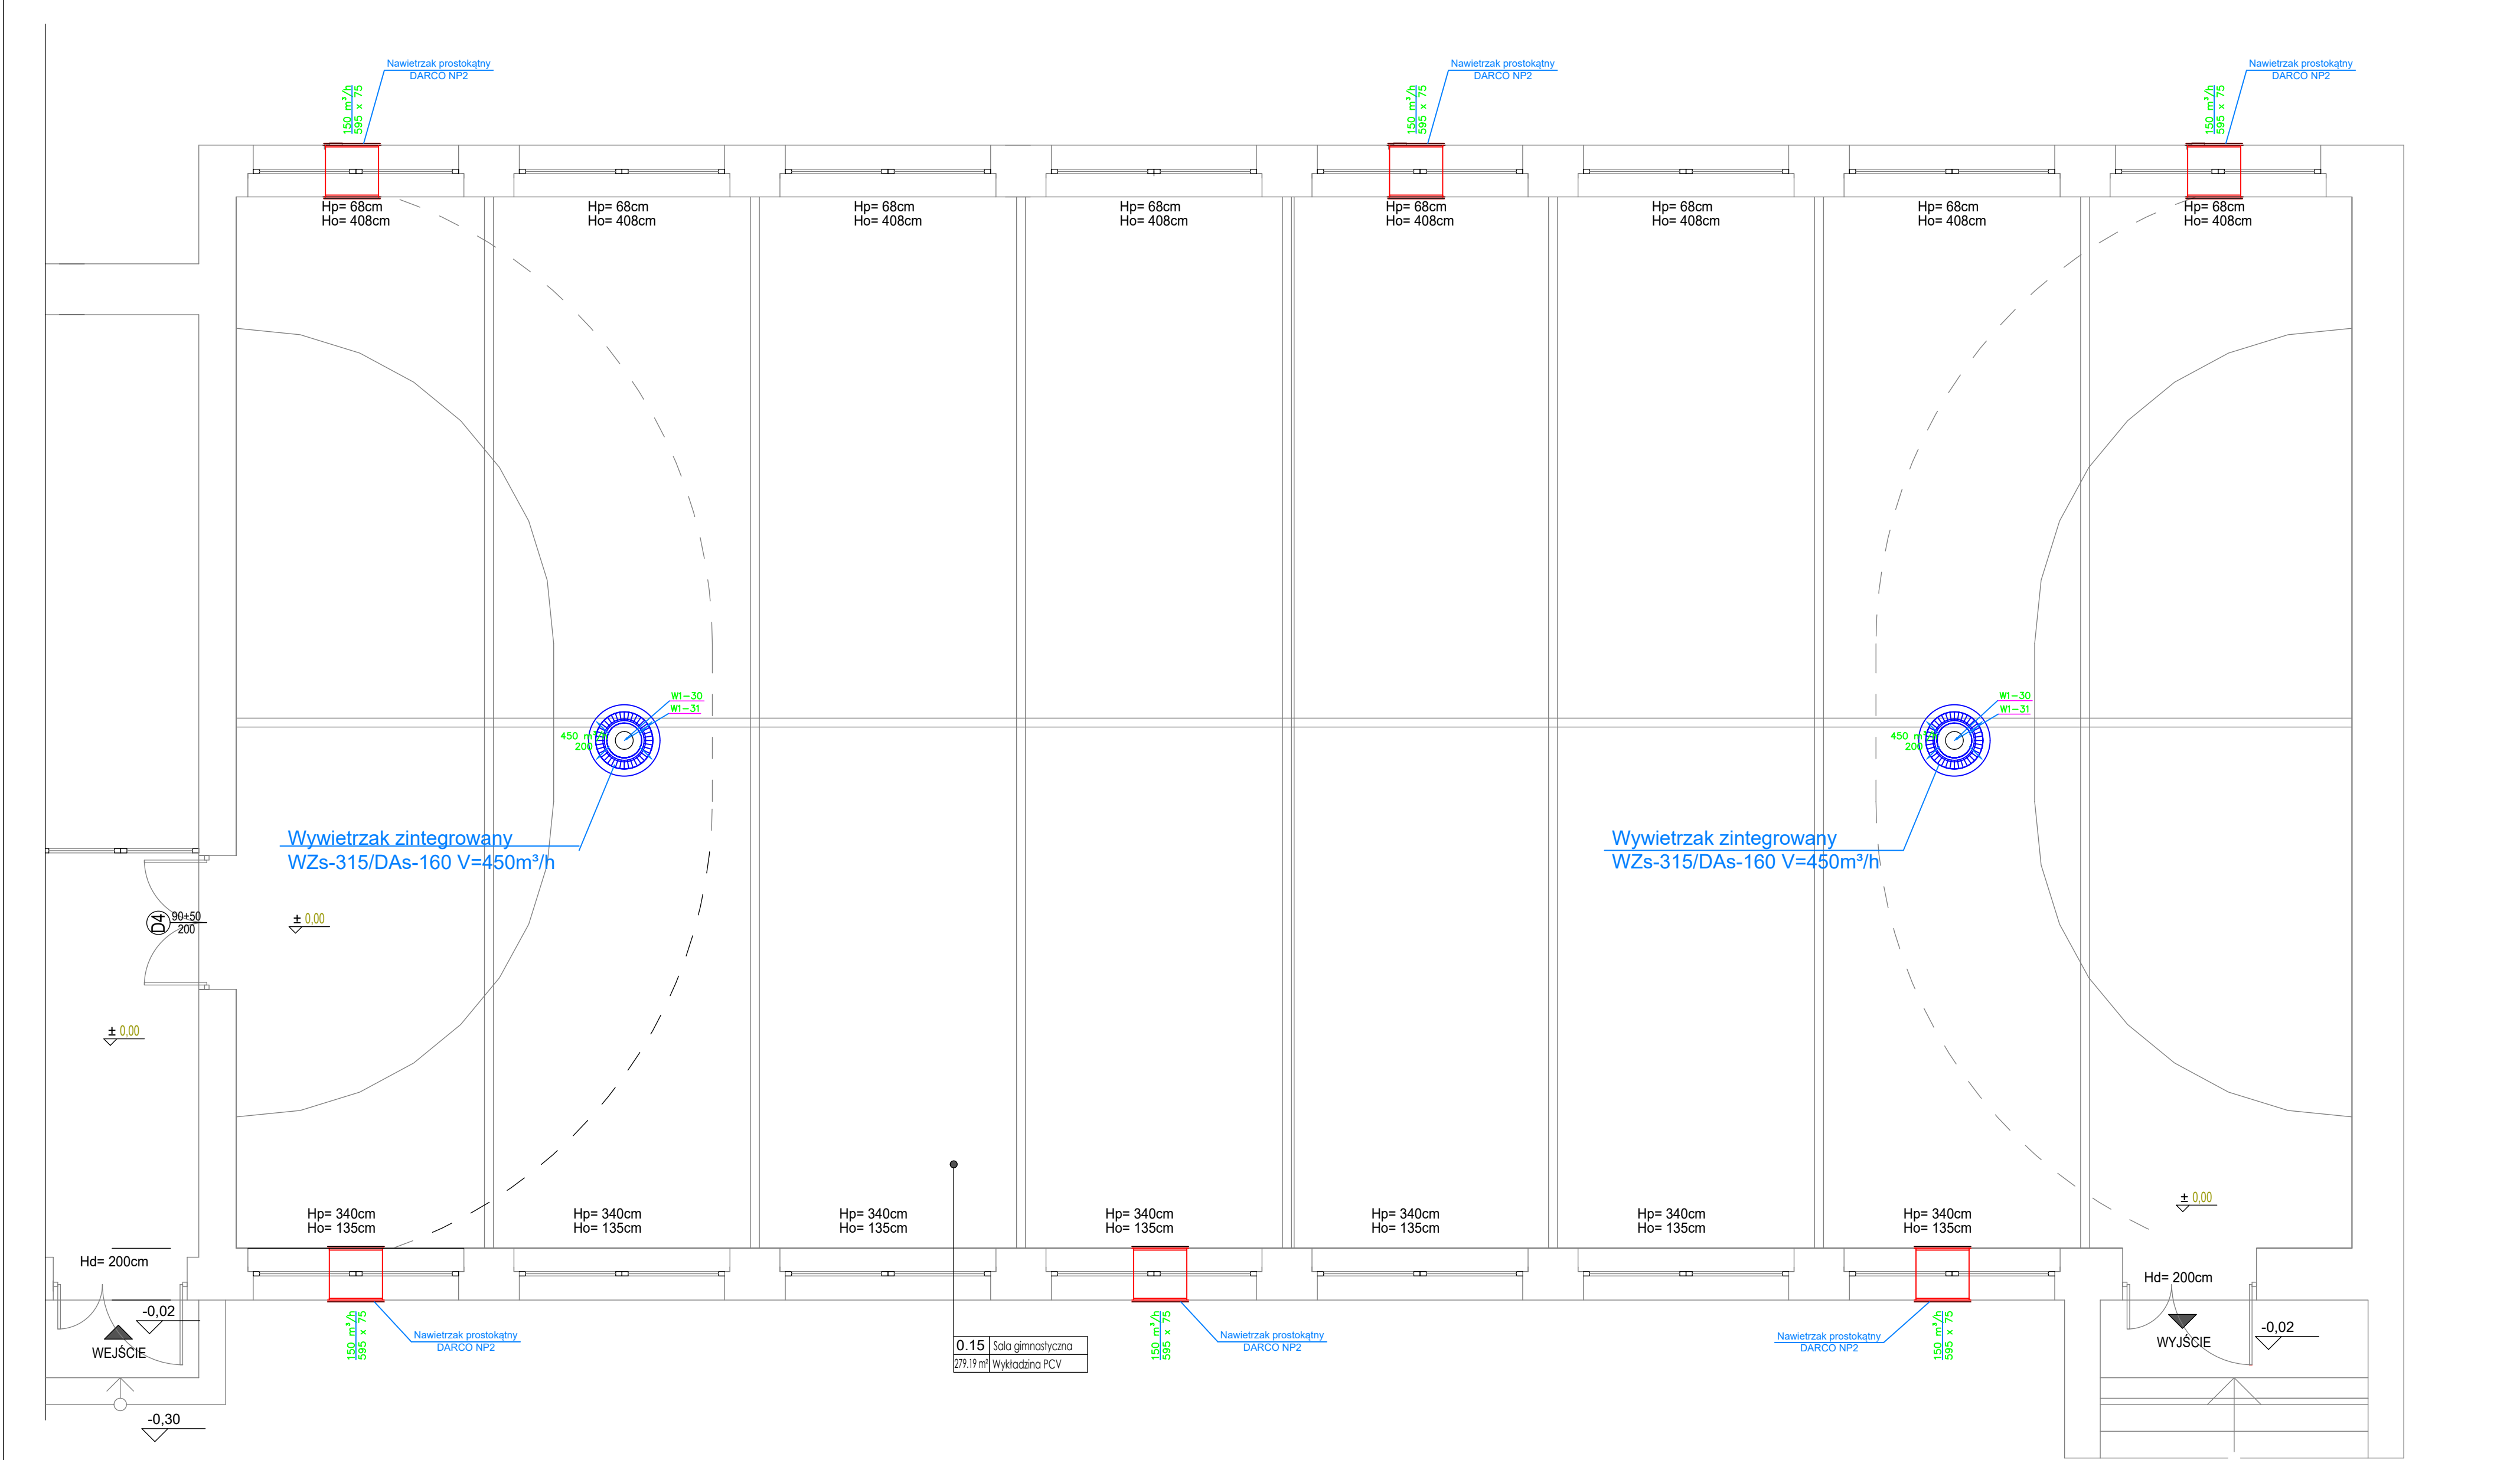 Nawietrzak prostokątny
DARCO NP2
Nawietrzak prostokątny
DARCO NP2
Nawietrzak prostokątny
DARCO NP2
150 m³/h
595 x 75
150 m³/h
595 x 75
150 m³/h
595 x 75
Hp= 68cm
Ho= 408cm
Hp= 68cm
Ho= 408cm
Hp= 68cm
Ho= 408cm
Hp= 68cm
Ho= 408cm
Hp= 68cm
Ho= 408cm
Hp= 68cm
Ho= 408cm
Hp= 68cm
Ho= 408cm
Hp= 68cm
Ho= 408cm
W1-30
W1-31
450 m³/h
200
W1-30
W1-31
450 m³/h
200
Wywietrzak zintegrowany
WZs-315/DAs-160 V=450m³/h
Wywietrzak zintegrowany
WZs-315/DAs-160 V=450m³/h
D4
90+50
200
± 0,00
± 0,00
± 0,00
Hp= 340cm
Ho= 135cm
Hp= 340cm
Ho= 135cm
Hp= 340cm
Ho= 135cm
Hp= 340cm
Ho= 135cm
Hp= 340cm
Ho= 135cm
Hp= 340cm
Ho= 135cm
Hp= 340cm
Ho= 135cm
Hd= 200cm
Hd= 200cm
-0,02
WEJŚCIE
150 m³/h
595 x 75
Nawietrzak prostokątny
DARCO NP2
0.15 Sala gimnastyczna
279.19 m² Wykładzina PCV
150 m³/h
595 x 75
Nawietrzak prostokątny
DARCO NP2
Nawietrzak prostokątny
DARCO NP2
150 m³/h
595 x 75
WYJŚCIE
-0,02
-0,30